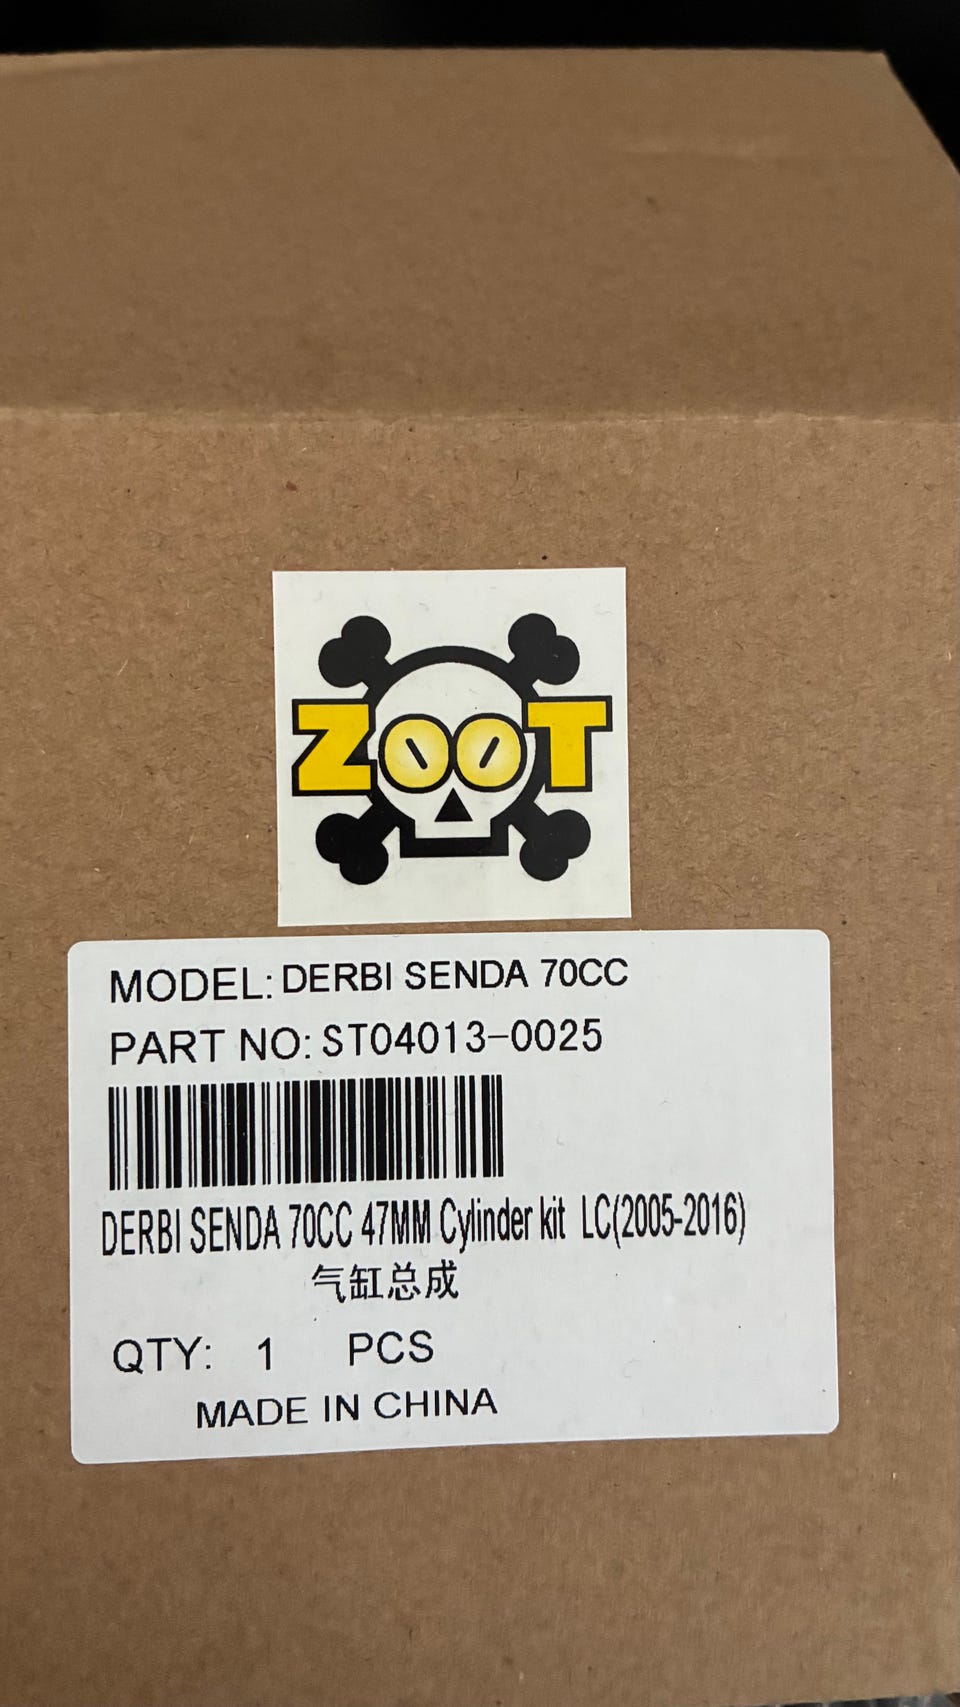 ZOOT
MODEL: DERBI SENDA 70CC
PART NO: ST04013-0025
DERBI SENDA 70CC 47MM Cylinder kit LC(2005-2016)
气缸总成
QTY: 1 PCS
MADE IN CHINA